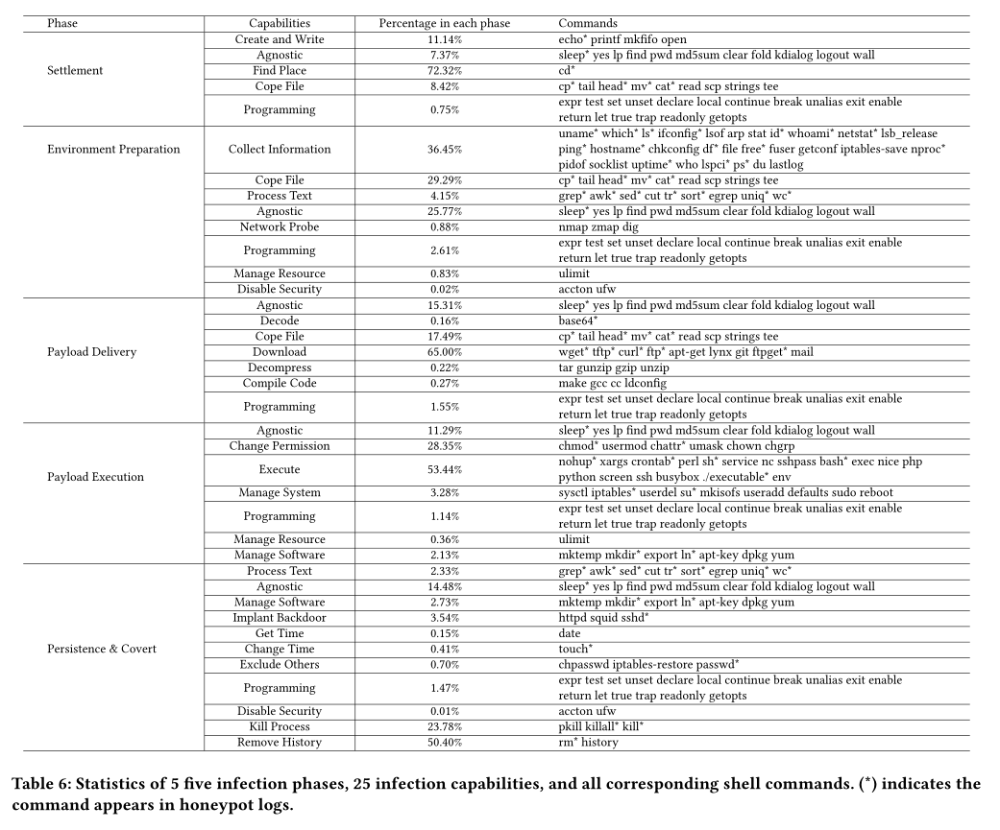 Phase Capabilities Percentage in each phase Commands
Create and Write 11.14% echo* printf mkfifo open
Agnostic 7.37% sleep* yes lp find pwd md5sum clear fold kdialog logout wall
Settlement Find Place 72.32% cd*
Cope File 8.42% cp* tail head* mv* cat* read scp strings tee
Programming 0.75% expr test set unset declare local continue break unalias exit enable
return let true trap readonly getopts
uname* which* ls* ifconfig* lsof arp stat id* whoami* netstat* lsb_release
Environment Preparation Collect Information 36.45% ping* hostname* chkconfig df* file free* fuser getconf iptables-save nproc*
pidof socklist uptime* who lspci* ps* du lastlog
Cope File 29.29% cp* tail head* mv* cat* read scp strings tee
Process Text 4.15% grep* awk* sed* cut tr* sort* egrep uniq* wc*
Agnostic 25.77% sleep* yes lp find pwd md5sum clear fold kdialog logout wall
Network Probe 0.88% nmap zmap dig
Programming 2.61% expr test set unset declare local continue break unalias exit enable
return let true trap readonly getopts
Manage Resource 0.83% ulimit
Disable Security 0.02% accton ufw
Agnostic 15.31% sleep* yes lp find pwd md5sum clear fold kdialog logout wall
Decode 0.16% base64*
Cope File 17.49% cp* tail head* mv* cat* read scp strings tee
Payload Delivery Download 65.00% wget* tftp* curl* ftp* apt-get lynx git ftpget* mail
Decompress 0.22% tar gunzip gzip unzip
Compile Code 0.27% make gcc cc ldconfig
Programming 1.55% expr test set unset declare local continue break unalias exit enable
return let true trap readonly getopts
Agnostic 11.29% sleep* yes lp find pwd md5sum clear fold kdialog logout wall
Change Permission 28.35% chmod* usermod chattr* umask chown chgrp
Payload Execution Execute 53.44% nohup* xargs crontab* perl sh* service nc sshpass bash* exec nice php
python screen ssh busybox ./executable* env
Manage System 3.28% sysctl iptables* userdel su* mkisofs useradd defaults sudo reboot
Programming 1.14% expr test set unset declare local continue break unalias exit enable
return let true trap readonly getopts
Manage Resource 0.36% ulimit
Manage Software 2.13% mktemp mkdir* export ln* apt-key dpkg yum
Process Text 2.33% grep* awk* sed* cut tr* sort* egrep uniq* wc*
Agnostic 14.48% sleep* yes lp find pwd md5sum clear fold kdialog logout wall
Manage Software 2.73% mktemp mkdir* export ln* apt-key dpkg yum
Implant Backdoor 3.54% httpd squid sshd*
Get Time 0.15% date
Persistence & Covert Change Time 0.41% touch*
Exclude Others 0.70% chpasswd iptables-restore passwd*
Programming 1.47% expr test set unset declare local continue break unalias exit enable
return let true trap readonly getopts
Disable Security 0.01% accton ufw
Kill Process 23.78% pkill killall* kill*
Remove History 50.40% rm* history
Table 6: Statistics of 5 five infection phases, 25 infection capabilities, and all corresponding shell commands. (*) indicates the
command appears in honeypot logs.